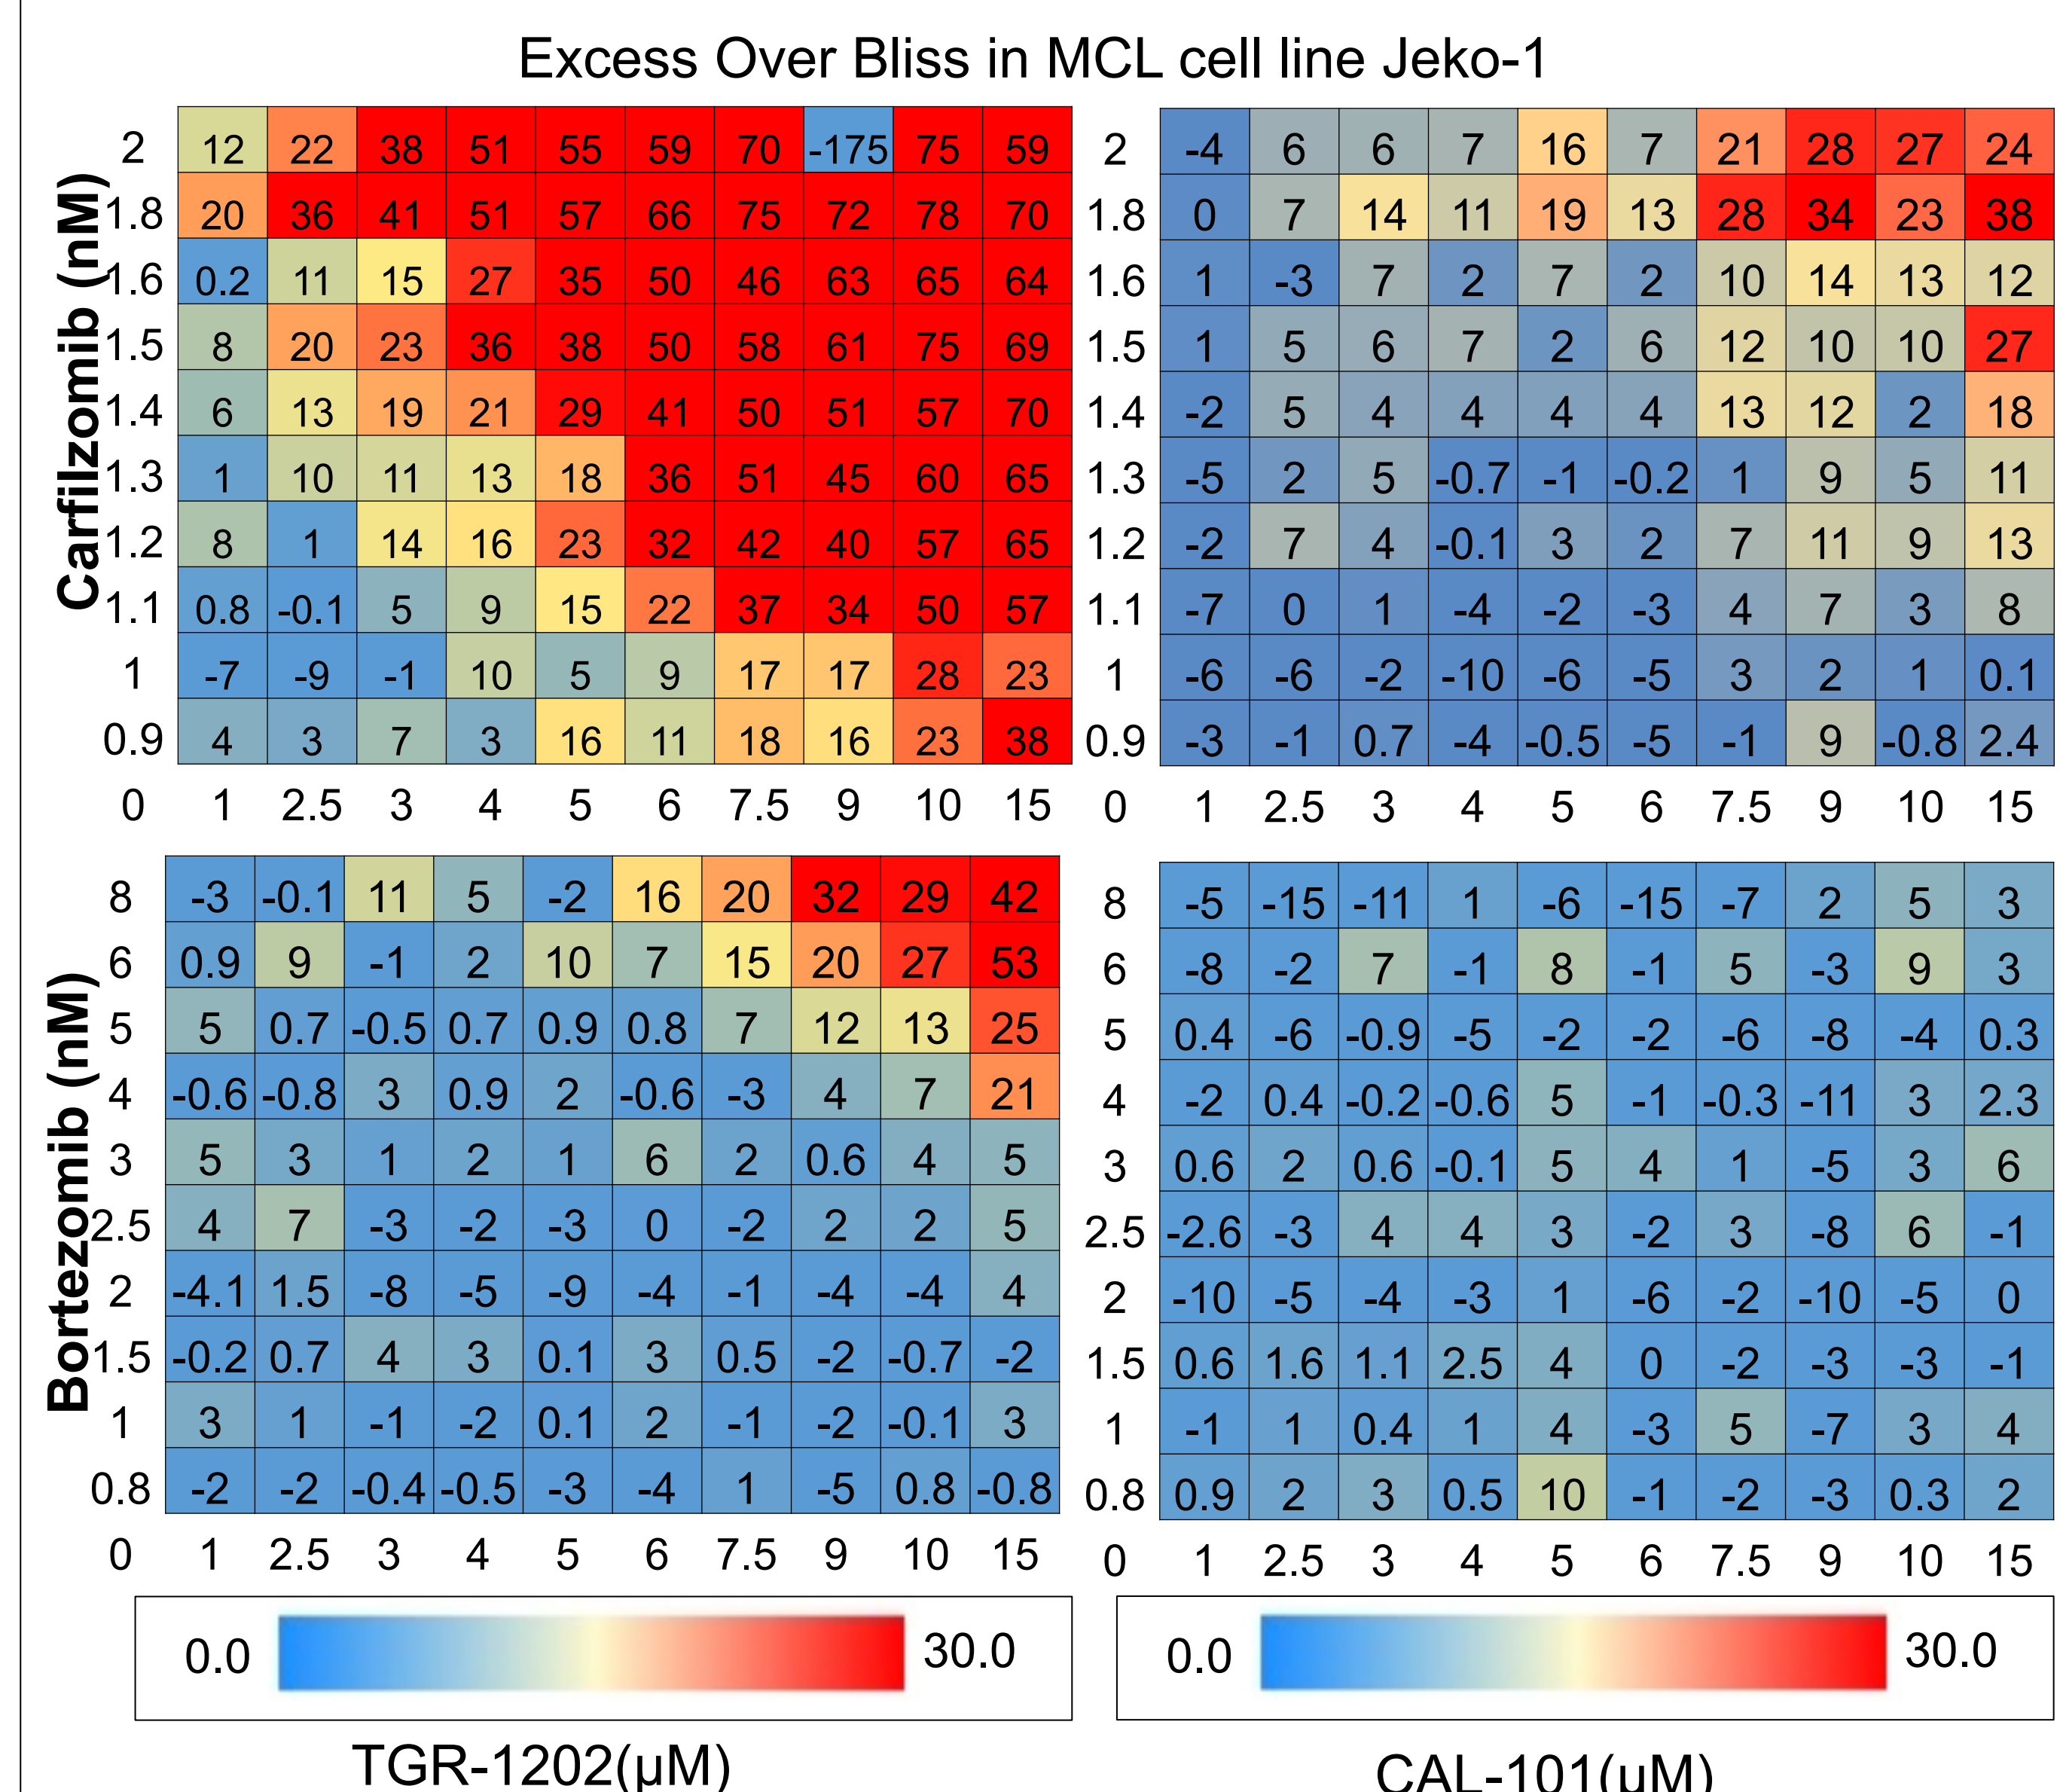 Excess Over Bliss in MCL cell line Jeko-1
Carfilzomib (nM)
2 12 22 38 51 55 59 70 -175 75 59
1.8 20 36 41 51 57 66 75 72 78 70
1.6 0.2 11 15 27 35 50 46 63 65 64
1.5 8 20 23 36 38 50 58 61 75 69
1.4 6 13 19 21 29 41 50 51 57 70
1.3 1 10 11 13 18 36 51 45 60 65
1.2 8 1 14 16 23 32 42 40 57 65
1.1 0.8 -0.1 5 9 15 22 37 34 50 57
1 -7 -9 -1 10 5 9 17 17 28 23
0.9 4 3 7 3 16 11 18 16 23 38
0 1 2.5 3 4 5 6 7.5 9 10 15
2 -4 6 6 7 16 7 21 28 27 24
1.8 0 7 14 11 19 13 28 34 23 38
1.6 1 -3 7 2 7 2 10 14 13 12
1.5 1 5 6 7 2 6 12 10 10 27
1.4 -2 5 4 4 4 4 13 12 2 18
1.3 -5 2 5 -0.7 -1 -0.2 1 9 5 11
1.2 -2 7 4 -0.1 3 2 7 11 9 13
1.1 -7 0 1 -4 -2 -3 4 7 3 8
1 -6 -6 -2 -10 -6 -5 3 2 1 0.1
0.9 -3 -1 0.7 -4 -0.5 -5 -1 9 -0.8 2.4
0 1 2.5 3 4 5 6 7.5 9 10 15
Bortezomib (nM)
8 -3 -0.1 11 5 -2 16 20 32 29 42
6 0.9 9 -1 2 10 7 15 20 27 53
5 5 0.7 -0.5 0.7 0.9 0.8 7 12 13 25
4 -0.6 -0.8 3 0.9 2 -0.6 -3 4 7 21
3 5 3 1 2 1 6 2 0.6 4 5
2.5 4 7 -3 -2 -3 0 -2 2 2 5
2 -4.1 1.5 -8 -5 -9 -4 -1 -4 -4 4
1.5 -0.2 0.7 4 3 0.1 3 0.5 -2 -0.7 -2
1 3 1 -1 -2 0.1 2 -1 -2 -0.1 3
0.8 -2 -2 -0.4 -0.5 -3 -4 1 -5 0.8 -0.8
0 1 2.5 3 4 5 6 7.5 9 10 15
8 -5 -15 -11 1 -6 -15 -7 2 5 3
6 -8 -2 7 -1 8 -1 5 -3 9 3
5 0.4 -6 -0.9 -5 -2 -2 -6 -8 -4 0.3
4 -2 0.4 -0.2 -0.6 5 -1 -0.3 -11 3 2.3
3 0.6 2 0.6 -0.1 5 4 1 -5 3 6
2.5 -2.6 -3 4 4 3 -2 3 -8 6 -1
2 -10 -5 -4 -3 1 -6 -2 -10 -5 0
1.5 0.6 1.6 1.1 2.5 4 0 -2 -3 -3 -1
1 -1 1 0.4 1 4 -3 5 -7 3 4
0.8 0.9 2 3 0.5 10 -1 -2 -3 0.3 2
0 1 2.5 3 4 5 6 7.5 9 10 15
0.0 30.0
0.0 30.0
TGR-1202(μM)
CAL-101(μM)